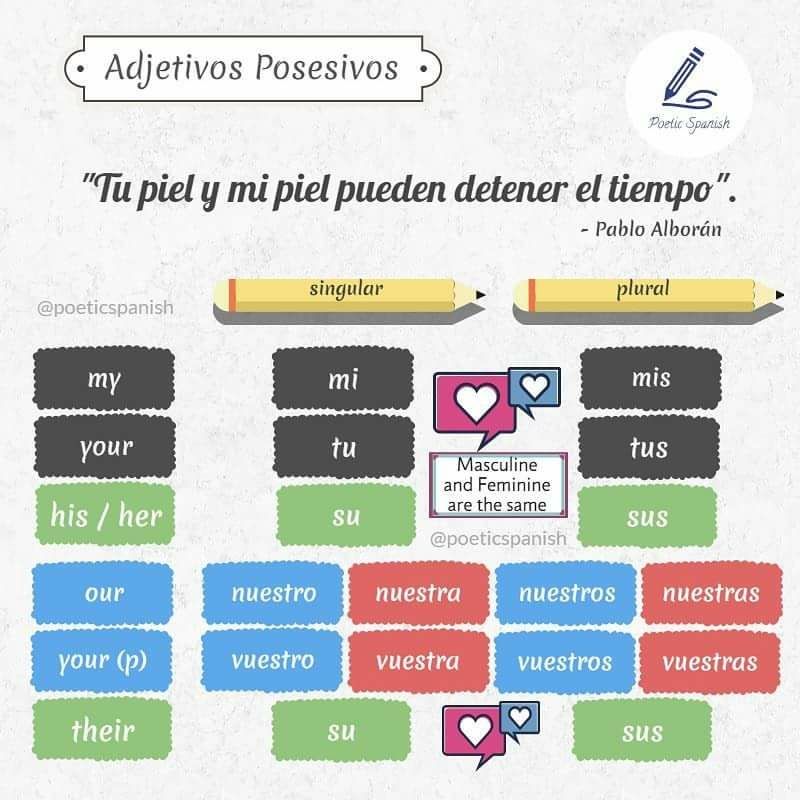 Adjetivos Posesivos
Poetic Spanish
"Tu piel y mi piel pueden detener el tiempo".
- Pablo Alborán
@poeticspanish
singular
plural
my
mi
mis
your
tu
tus
Masculine
and Feminine
are the same
his / her
su
sus
@poeticspanish
our
nuestro
nuestra
nuestros
nuestras
your (p)
vuestro
vuestra
vuestros
vuestras
their
su
sus